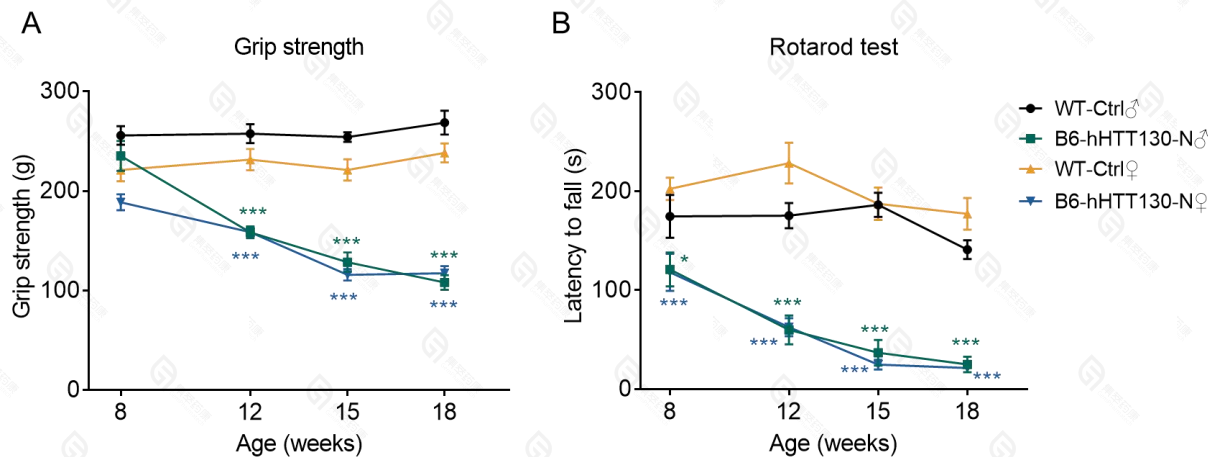 A
Grip strength
Grip strength (g)
300
200
100
0
8 12 15 18
Age (weeks)
***
***
***
***
***
***
B
Rotarod test
Latency to fall (s)
300
200
100
0
8 12 15 18
Age (weeks)
*
***
***
***
***
***
***
***
WT-Ctrl♂
B6-hHTT130-N♂
WT-Ctrl♀
B6-hHTT130-N♀